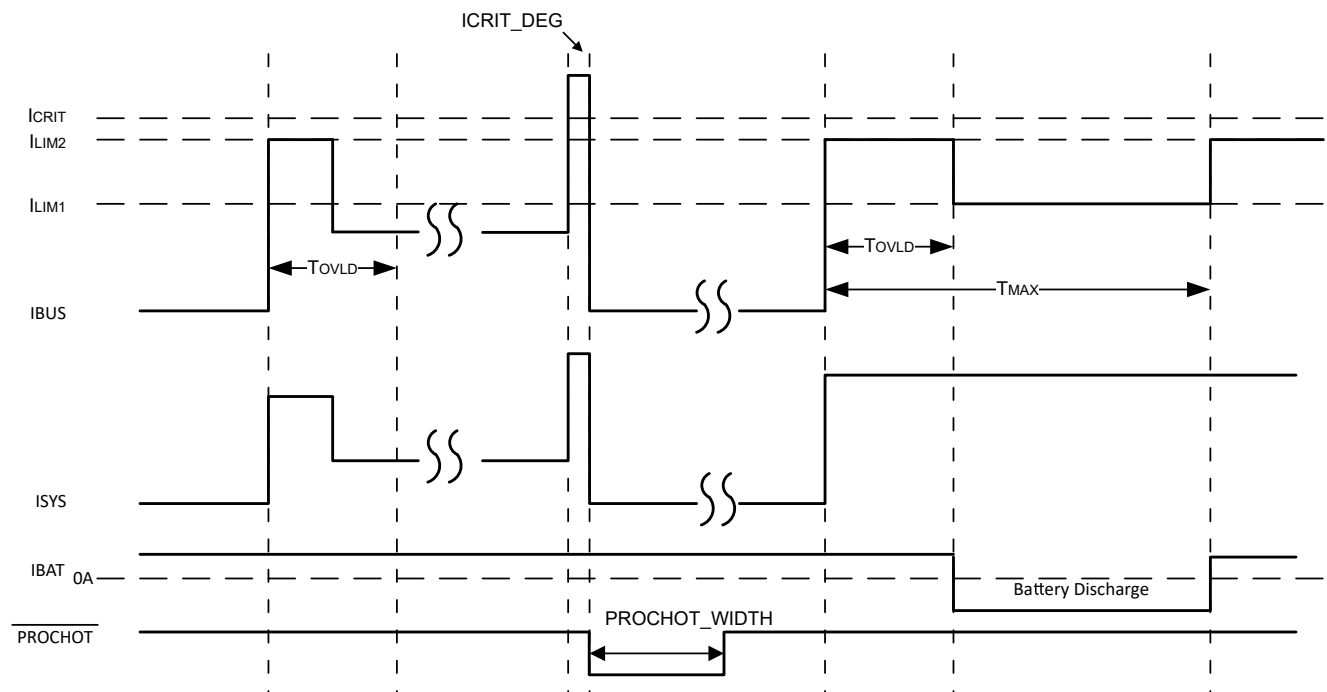 ICRIT_DEG
ICRIT
ILIM2
ILIM1
TOVLD
TOVLD
TMAX
IBUS
ISYS
IBAT
0A
Battery Discharge
PROCHOT_WIDTH
PROCHOT